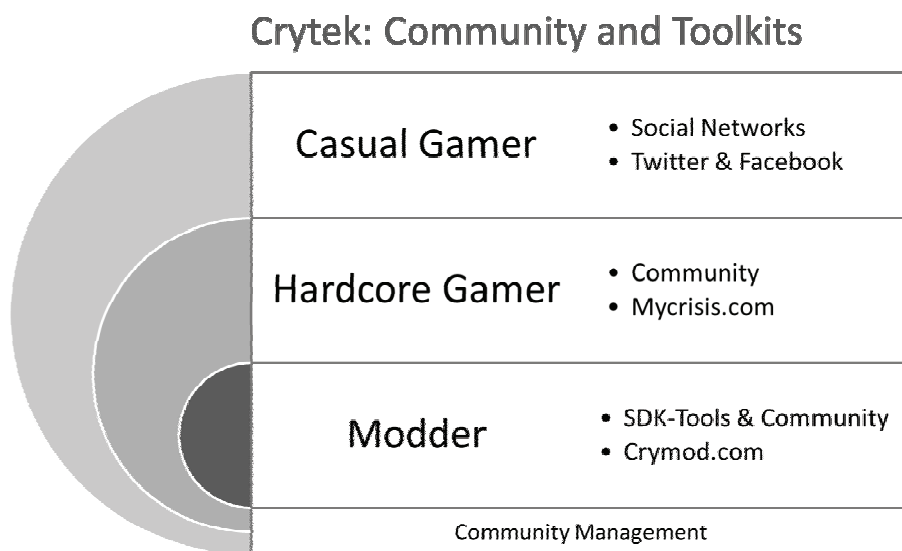 Crytek: Community and Toolkits
Casual Gamer
• Social Networks
• Twitter & Facebook
Hardcore Gamer
• Community
• Mycrisis.com
Modder
• SDK-Tools & Community
• Crymod.com
Community Management